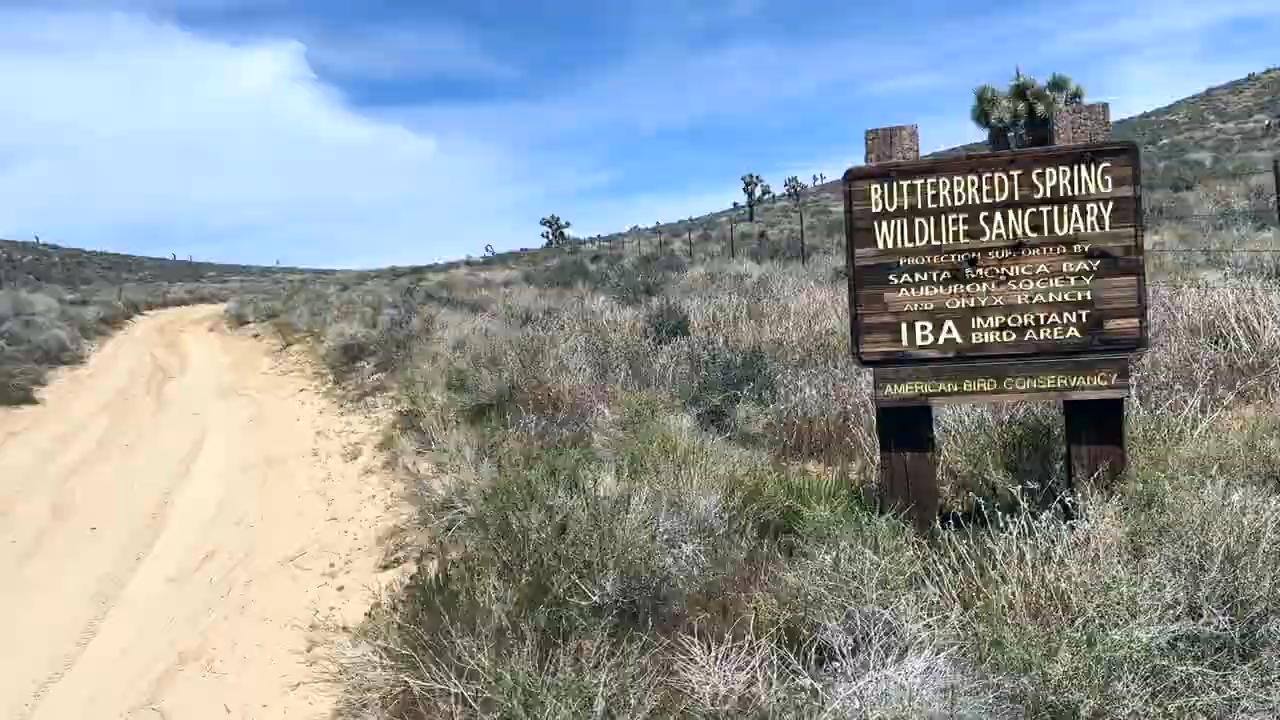 BUTTERBREDT SPRING
WILDLIFE SANCTUARY
PROTECTION SUPPORTED BY
SANTA MONICA BAY
AUDUBON SOCIETY
AND ONYX RANCH
IBA IMPORTANT
BIRD AREA
AMERICAN BIRD CONSERVANCY